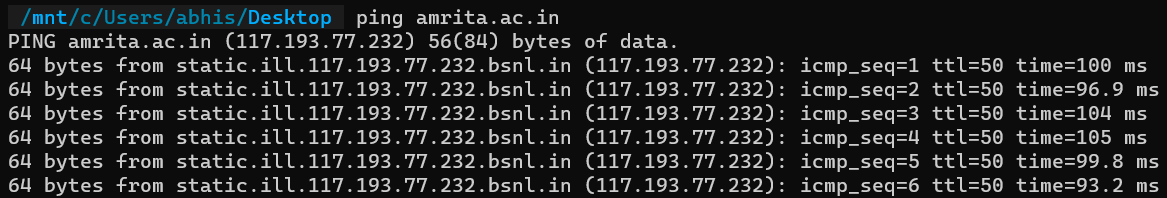 /mnt/c/Users/abhis/Desktop ping amrita.ac.in
PING amrita.ac.in (117.193.77.232) 56(84) bytes of data.
64 bytes from static.ill.117.193.77.232.bsnl.in (117.193.77.232): icmp_seq=1 ttl=50 time=100 ms
64 bytes from static.ill.117.193.77.232.bsnl.in (117.193.77.232): icmp_seq=2 ttl=50 time=96.9 ms
64 bytes from static.ill.117.193.77.232.bsnl.in (117.193.77.232): icmp_seq=3 ttl=50 time=104 ms
64 bytes from static.ill.117.193.77.232.bsnl.in (117.193.77.232): icmp_seq=4 ttl=50 time=105 ms
64 bytes from static.ill.117.193.77.232.bsnl.in (117.193.77.232): icmp_seq=5 ttl=50 time=99.8 ms
64 bytes from static.ill.117.193.77.232.bsnl.in (117.193.77.232): icmp_seq=6 ttl=50 time=93.2 ms